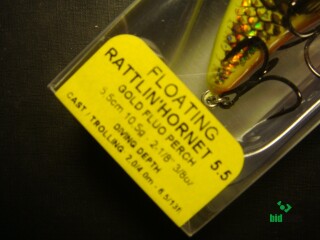 FLOATING
RATTLIN'HORNET 5.5
GOLD FLUO PERCH
5.5cm 10.5g - 2-1/8" 3/8oz
DIVING DEPTH
CAST / TROLLING 2.0/4.0m - 6.5/13ft
bid